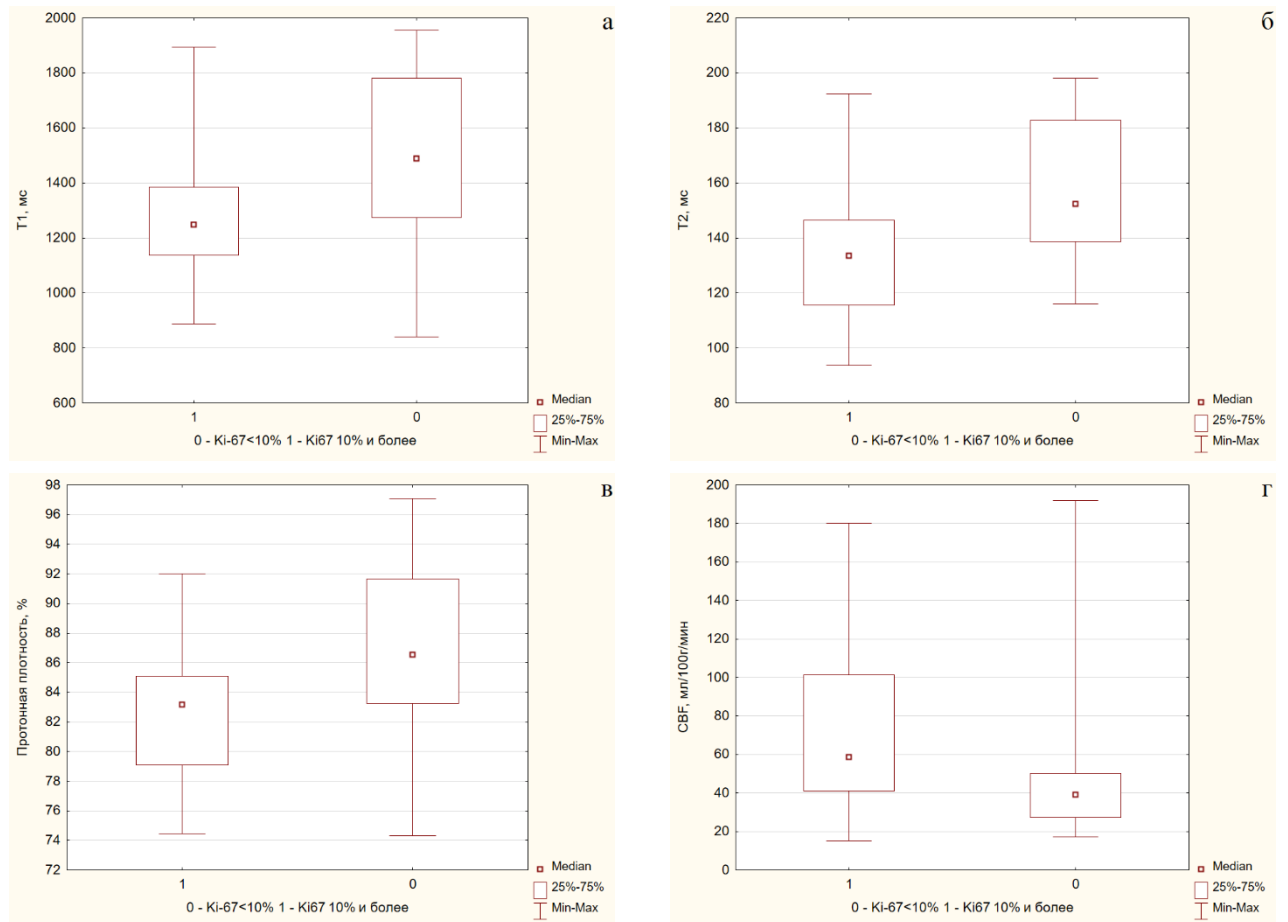 а
2000
1800
1600
1400
1200
1000
800
600
T1, мс
1
0
0 - Ki-67<10% 1 - Ki67 10% и более
Median
25%-75%
Min-Max
б
220
200
180
160
140
120
100
80
T2, мс
1
0
0 - Ki-67<10% 1 - Ki67 10% и более
Median
25%-75%
Min-Max
в
98
96
94
92
90
88
86
84
82
80
78
76
74
72
Протонная плотность, %
1
0
0 - Ki-67<10% 1 - Ki67 10% и более
Median
25%-75%
Min-Max
г
200
180
160
140
120
100
80
60
40
20
0
CBF, мл/100г/мин
1
0
0 - Ki-67<10% 1 - Ki67 10% и более
Median
25%-75%
Min-Max